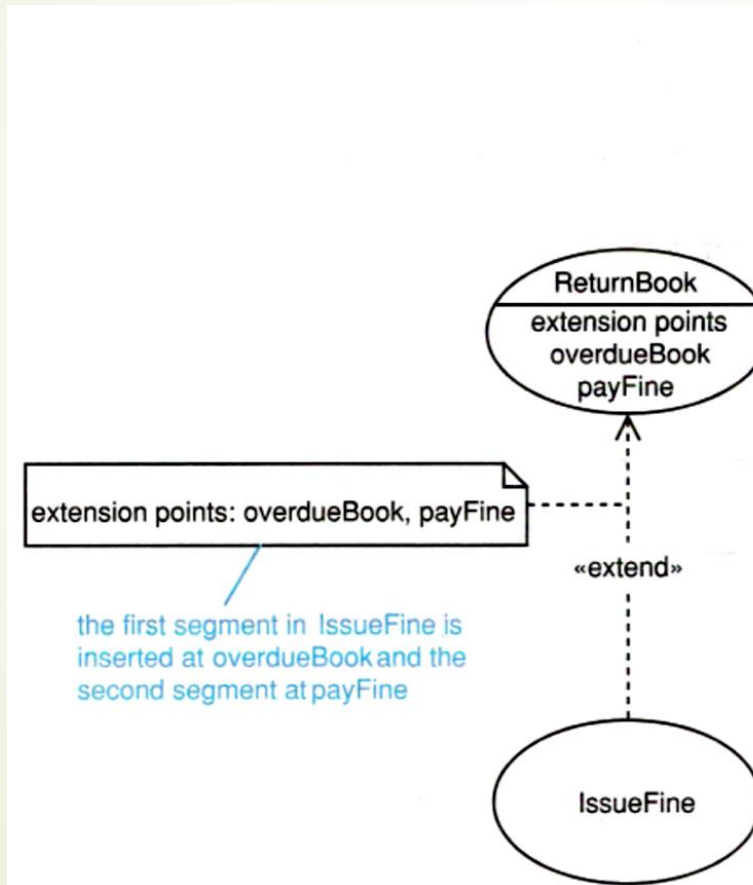 ReturnBook
extension points
overdueBook
payFine
extension points: overdueBook, payFine
«extend»
the first segment in IssueFine is
inserted at overdueBook and the
second segment at payFine
IssueFine